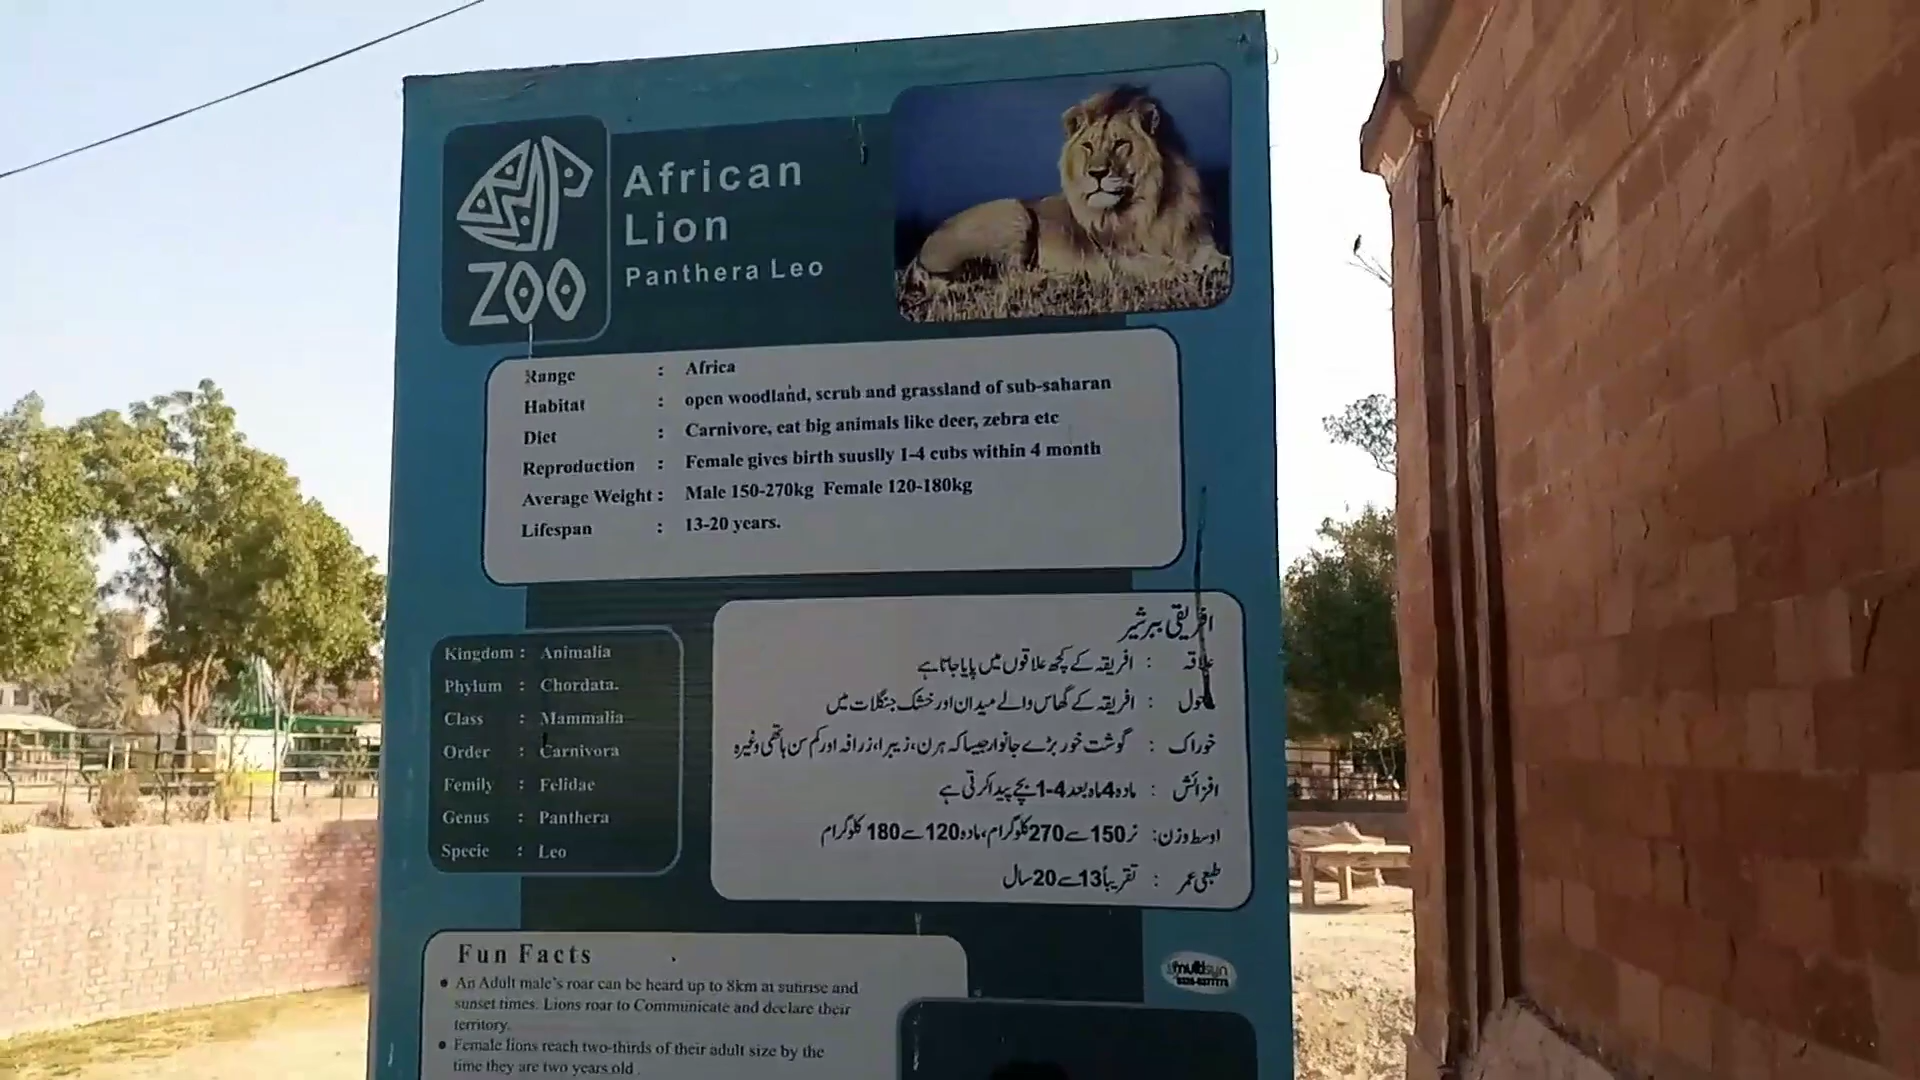 ZOO
African
Lion
Panthera Leo
Range : Africa
Habitat : open woodland, scrub and grassland of sub-saharan
Diet : Carnivore, eat big animals like deer, zebra etc
Reproduction : Female gives birth suuslly 1-4 cubs within 4 month
Average Weight : Male 150-270kg Female 120-180kg
Lifespan : 13-20 years.
Kingdom : Animalia
Phylum : Chordata.
Class : Mammalia
Order : Carnivora
Femily : Felidae
Genus : Panthera
Specie : Leo
افریقی ببرشیر
علاقہ : افریقہ کے کچھ علاقوں میں پایا جاتا ہے
ماحول : افریقہ کے گھاس والے میدان اور خشک جنگلات میں
خوراک : گوشت خور بڑے جانوار جیسا کہ ہرن، زیبرا، زرافہ اور کم سن ہاتھی وغیرہ
افزائش : مادہ 4 ماہ بعد 4-1 بچے پیدا کرتی ہے
اوسط وزن: نر 150 سے 270 کلوگرام، مادہ 120 سے 180 کلوگرام
طبعی عمر : تقریباً 13 سے 20 سال
Fun Facts
• An Adult male's roar can be heard up to 8km at sunrise and
sunset times. Lions roar to Communicate and declare their
territory.
• Female lions reach two-thirds of their adult size by the
time they are two years old .